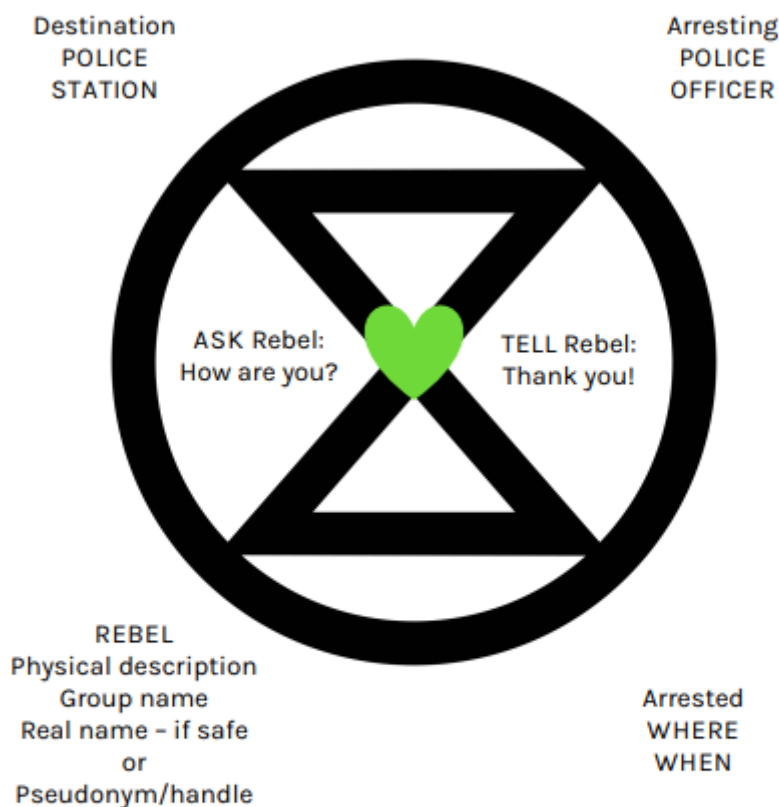 Destination
POLICE
STATION
Arresting
POLICE
OFFICER
ASK Rebel:
How are you?
TELL Rebel:
Thank you!
REBEL
Physical description
Group name
Real name – if safe
or
Pseudonym/handle
Arrested
WHERE
WHEN